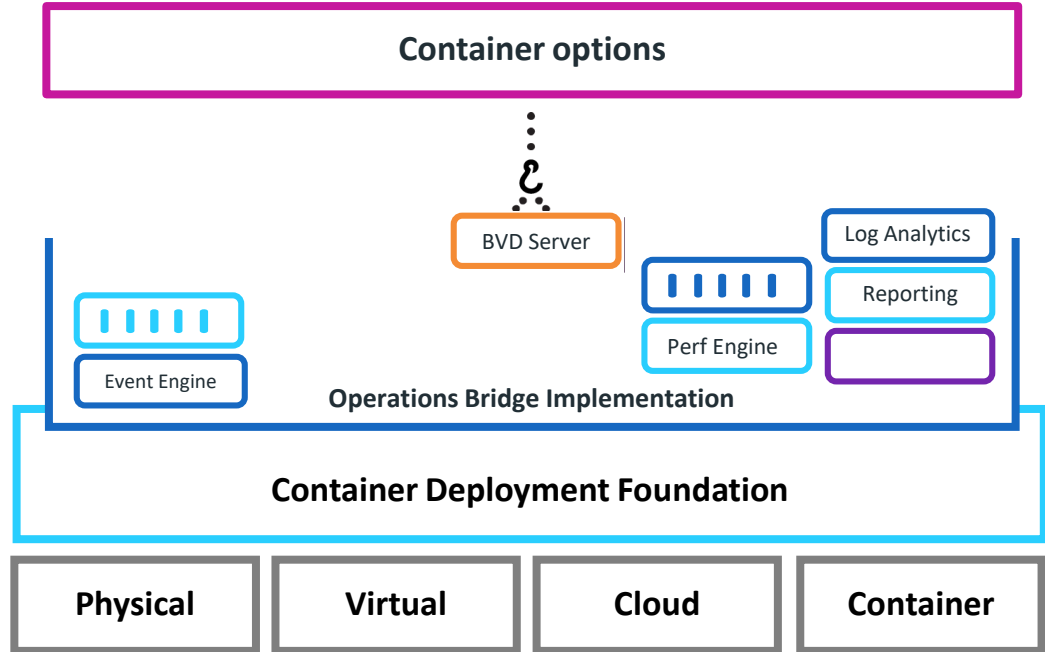 Container options
BVD Server
Log Analytics
Reporting
Perf Engine
Event Engine
Operations Bridge Implementation
Container Deployment Foundation
Physical
Virtual
Cloud
Container